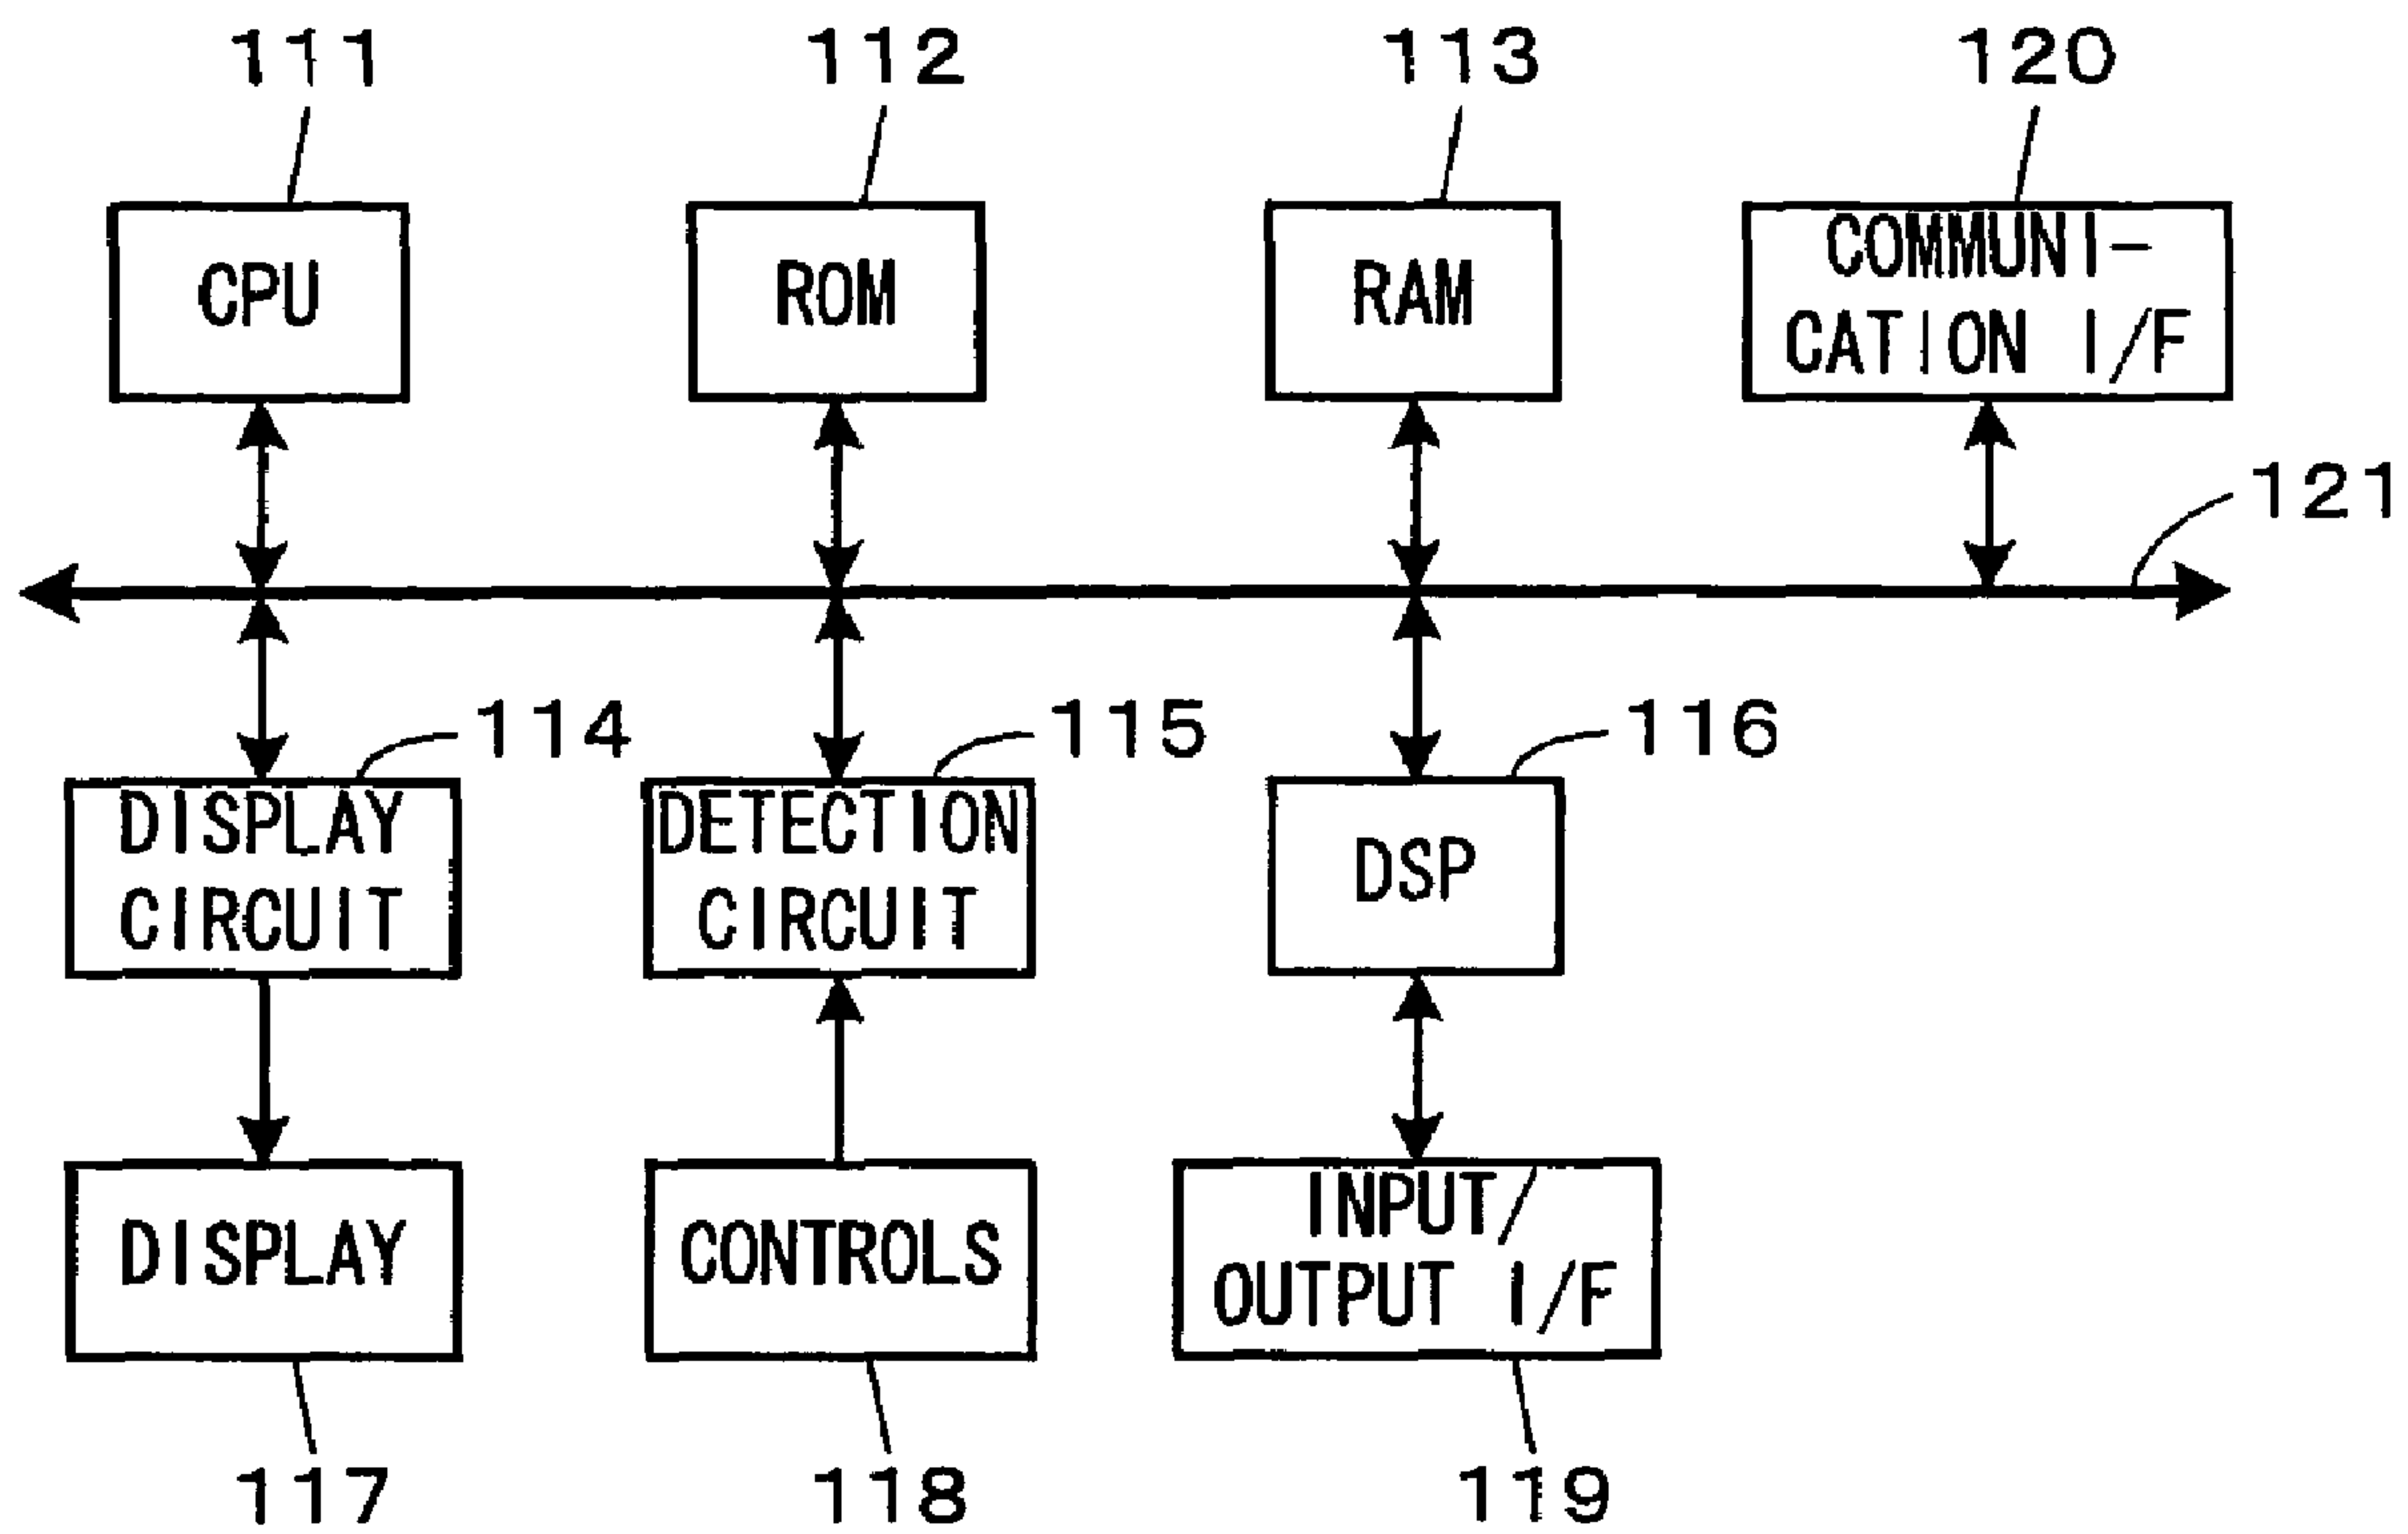 111
112
113
120
CPU
ROM
RAM
COMMUNI-
CATION I/F
121
114
115
116
DISPLAY
CIRCUIT
DETECTION
CIRCUIT
DSP
DISPLAY
CONTROLS
INPUT/
OUTPUT I/F
117
118
119